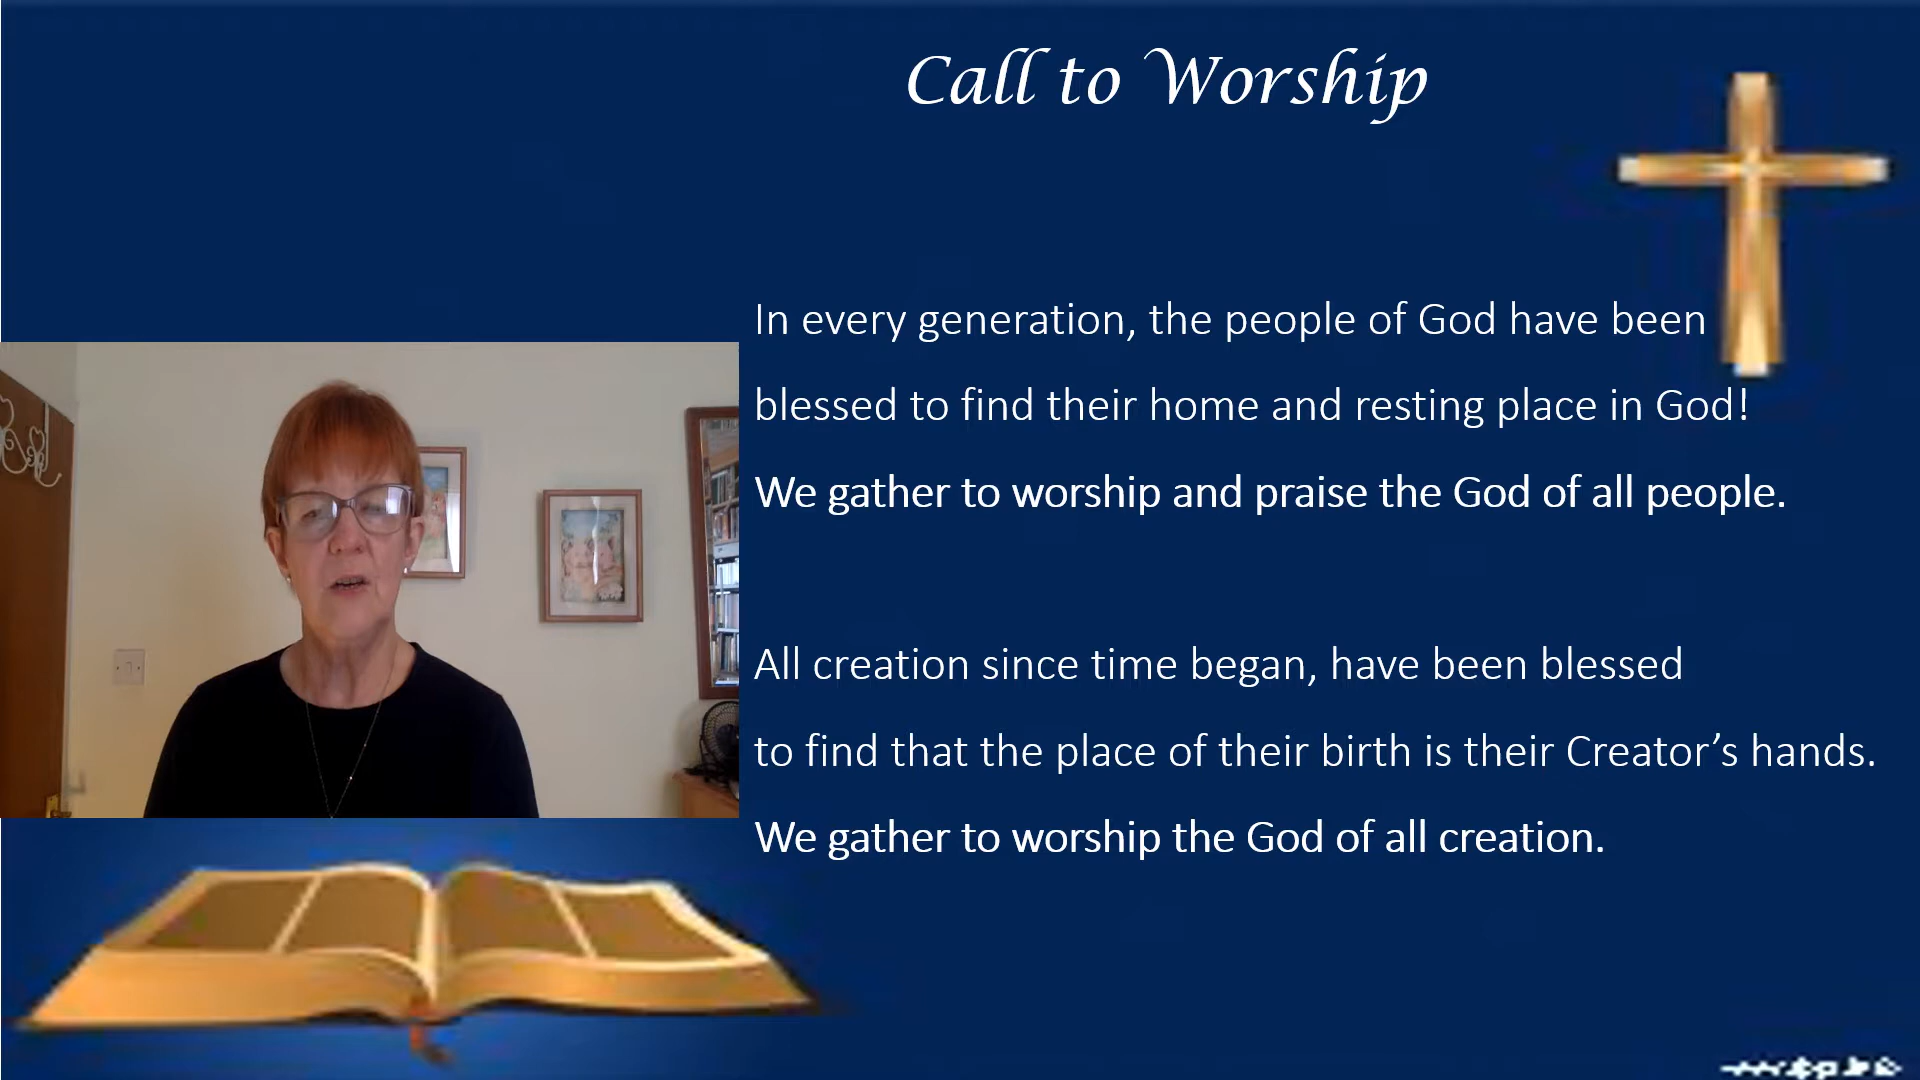 Call to Worship
In every generation, the people of God have been
blessed to find their home and resting place in God!
We gather to worship and praise the God of all people.
All creation since time began, have been blessed
to find that the place of their birth is their Creator’s hands.
We gather to worship the God of all creation.